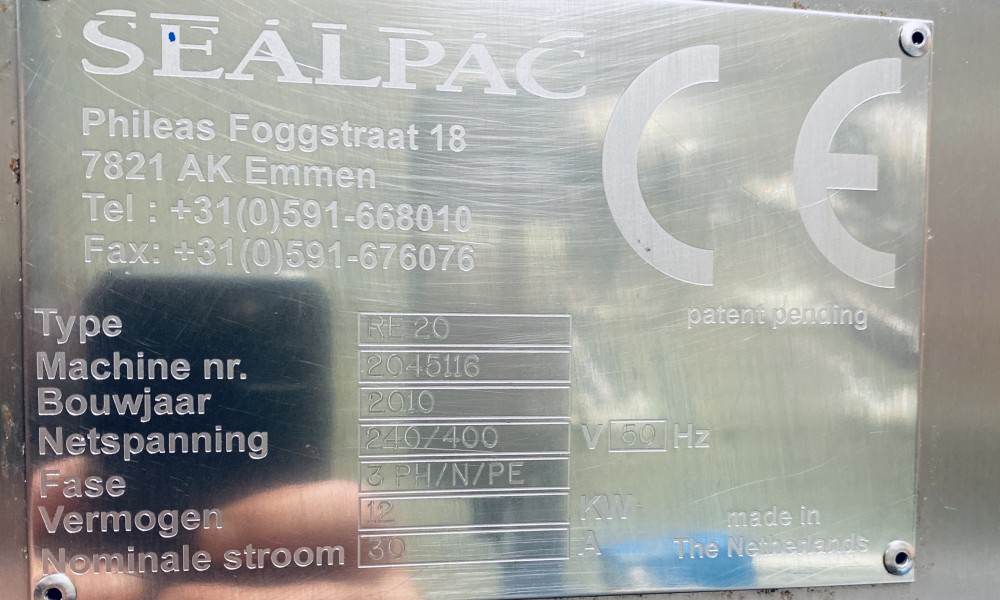 SEALPAC
CE
Phileas Foggstraat 18
7821 AK Emmen
Tel : +31(0)591-668010
Fax: +31(0)591-676076
patent pending
Type RE 20
Machine nr. 2045116
Bouwjaar 2010
Netspanning 240/400 V 50 Hz
Fase 3 PH/N/PE
Vermogen 12 KW
Nominale stroom 30 A
made in
The Netherlands